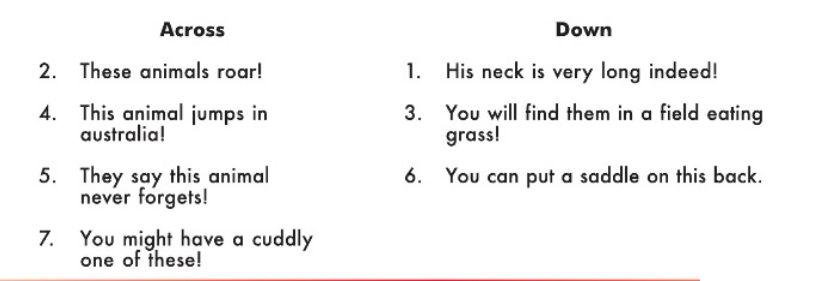 Across
2. These animals roar!
4. This animal jumps in
australia!
5. They say this animal
never forgets!
7. You might have a cuddly
one of these!
Down
1. His neck is very long indeed!
3. You will find them in a field eating
grass!
6. You can put a saddle on this back.